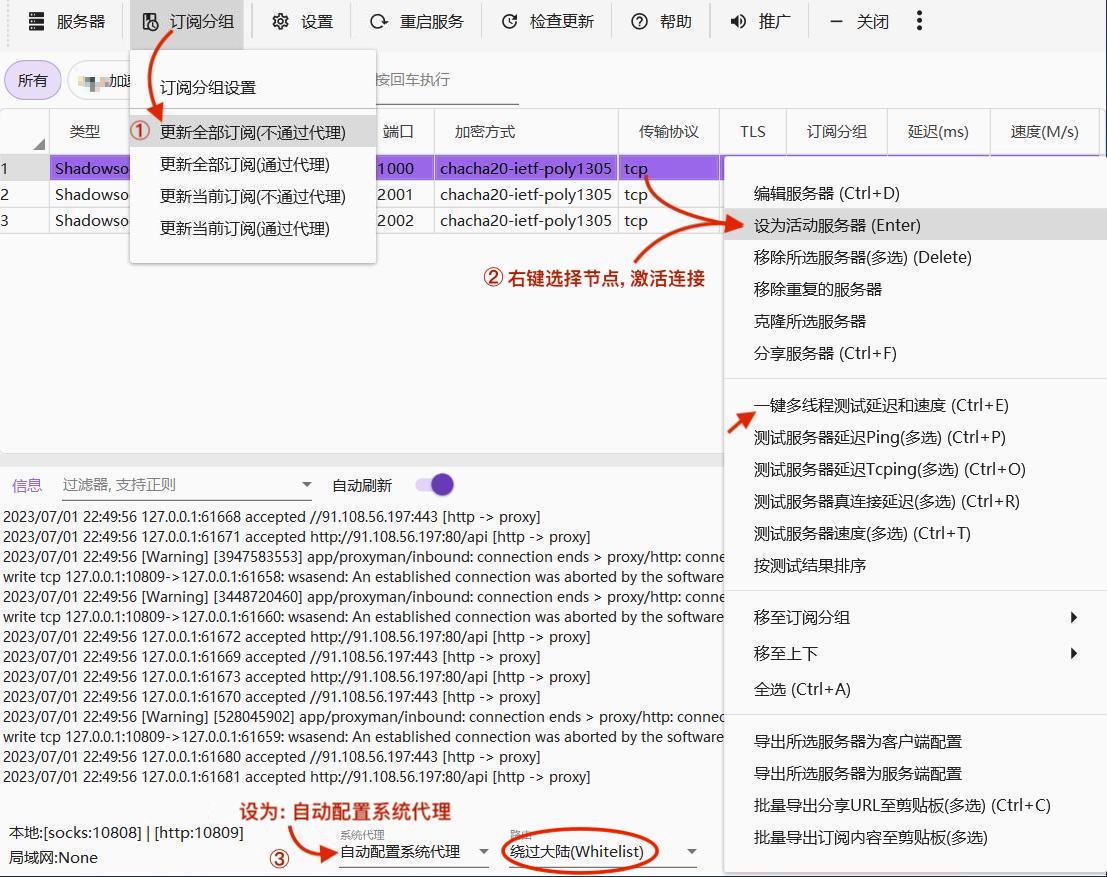 服务器 订阅分组 设置 重启服务 检查更新 帮助 推广 关闭
所有 加速 按回车执行
订阅分组设置
① 更新全部订阅(不通过代理)
更新全部订阅(通过代理)
更新当前订阅(不通过代理)
更新当前订阅(通过代理)
类型 端口 加密方式 传输协议 TLS 订阅分组 延迟(ms) 速度(M/s)
1 Shadowso 1000 chacha20-ietf-poly1305 tcp
2 Shadowso 2001 chacha20-ietf-poly1305 tcp
3 Shadowso 2002 chacha20-ietf-poly1305 tcp
② 右键选择节点, 激活连接
编辑服务器 (Ctrl+D)
设为活动服务器 (Enter)
移除所选服务器(多选) (Delete)
移除重复的服务器
克隆所选服务器
分享服务器 (Ctrl+F)
一键多线程测试延迟和速度 (Ctrl+E)
测试服务器延迟Ping(多选) (Ctrl+P)
测试服务器延迟Tcping(多选) (Ctrl+O)
测试服务器真连接延迟(多选) (Ctrl+R)
测试服务器速度(多选) (Ctrl+T)
按测试结果排序
移至订阅分组
移至上下
全选 (Ctrl+A)
导出所选服务器为客户端配置
导出所选服务器为服务端配置
批量导出分享URL至剪贴板(多选) (Ctrl+C)
批量导出订阅内容至剪贴板(多选)
信息 过滤器, 支持正则 自动刷新
2023/07/01 22:49:56 127.0.0.1:61668 accepted //91.108.56.197:443 [http -> proxy]
2023/07/01 22:49:56 127.0.0.1:61671 accepted http://91.108.56.197:80/api [http -> proxy]
2023/07/01 22:49:56 [Warning] [3947583553] app/proxyman/inbound: connection ends > proxy/http: conne
write tcp 127.0.0.1:10809->127.0.0.1:61658: wsasend: An established connection was aborted by the software
2023/07/01 22:49:56 [Warning] [3448720460] app/proxyman/inbound: connection ends > proxy/http: conne
write tcp 127.0.0.1:10809->127.0.0.1:61660: wsasend: An established connection was aborted by the software
2023/07/01 22:49:56 127.0.0.1:61672 accepted http://91.108.56.197:80/api [http -> proxy]
2023/07/01 22:49:56 127.0.0.1:61669 accepted //91.108.56.197:443 [http -> proxy]
2023/07/01 22:49:56 127.0.0.1:61673 accepted http://91.108.56.197:80/api [http -> proxy]
2023/07/01 22:49:56 127.0.0.1:61670 accepted //91.108.56.197:443 [http -> proxy]
2023/07/01 22:49:56 [Warning] [528045902] app/proxyman/inbound: connection ends > proxy/http: connec
write tcp 127.0.0.1:10809->127.0.0.1:61659: wsasend: An established connection was aborted by the software
2023/07/01 22:49:56 127.0.0.1:61680 accepted //91.108.56.197:443 [http -> proxy]
2023/07/01 22:49:56 127.0.0.1:61681 accepted http://91.108.56.197:80/api [http -> proxy]
设为: 自动配置系统代理
本地:[socks:10808] | [http:10809]
局域网:None
③
系统代理
自动配置系统代理
路由
绕过大陆(Whitelist)